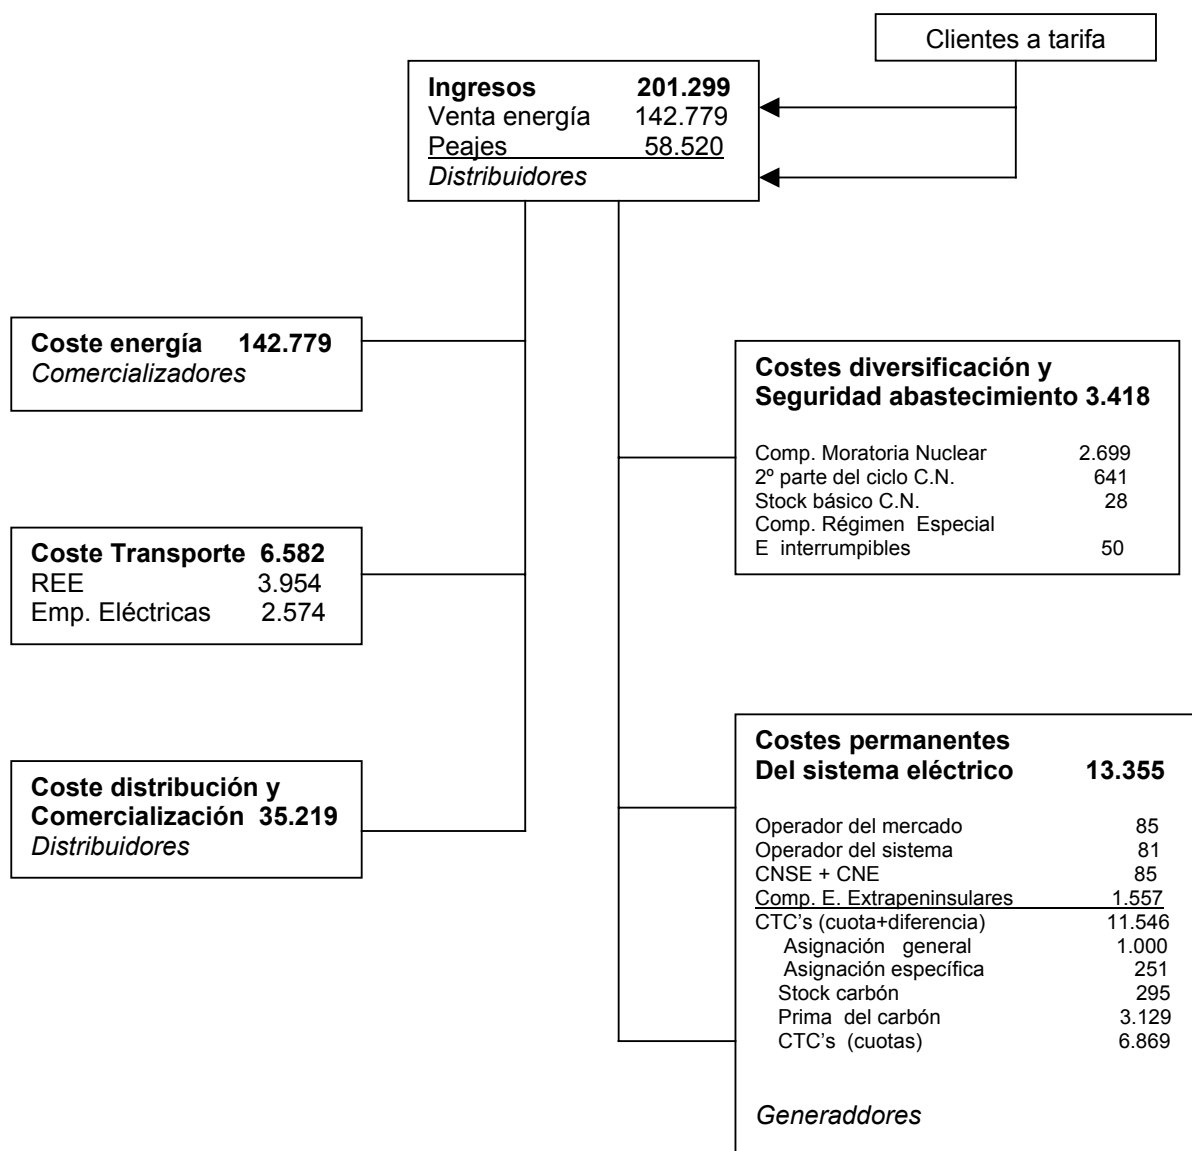 Clientes a tarifa
Ingresos 201.299
Venta energía 142.779
Peajes 58.520
Distribuidores
Coste energía 142.779
Comercializadores
Costes diversificación y
Seguridad abastecimiento 3.418
Comp. Moratoria Nuclear 2.699
2º parte del ciclo C.N. 641
Stock básico C.N. 28
Comp. Régimen Especial
E interrumpibles 50
Coste Transporte 6.582
REE 3.954
Emp. Eléctricas 2.574
Costes permanentes
Del sistema eléctrico 13.355
Operador del mercado 85
Operador del sistema 81
CNSE + CNE 85
Comp. E. Extrapeninsulares 1.557
CTC's (cuota+diferencia) 11.546
Asignación general 1.000
Asignación específica 251
Stock carbón 295
Prima del carbón 3.129
CTC's (cuotas) 6.869
Generaddores
Coste distribución y
Comercialización 35.219
Distribuidores